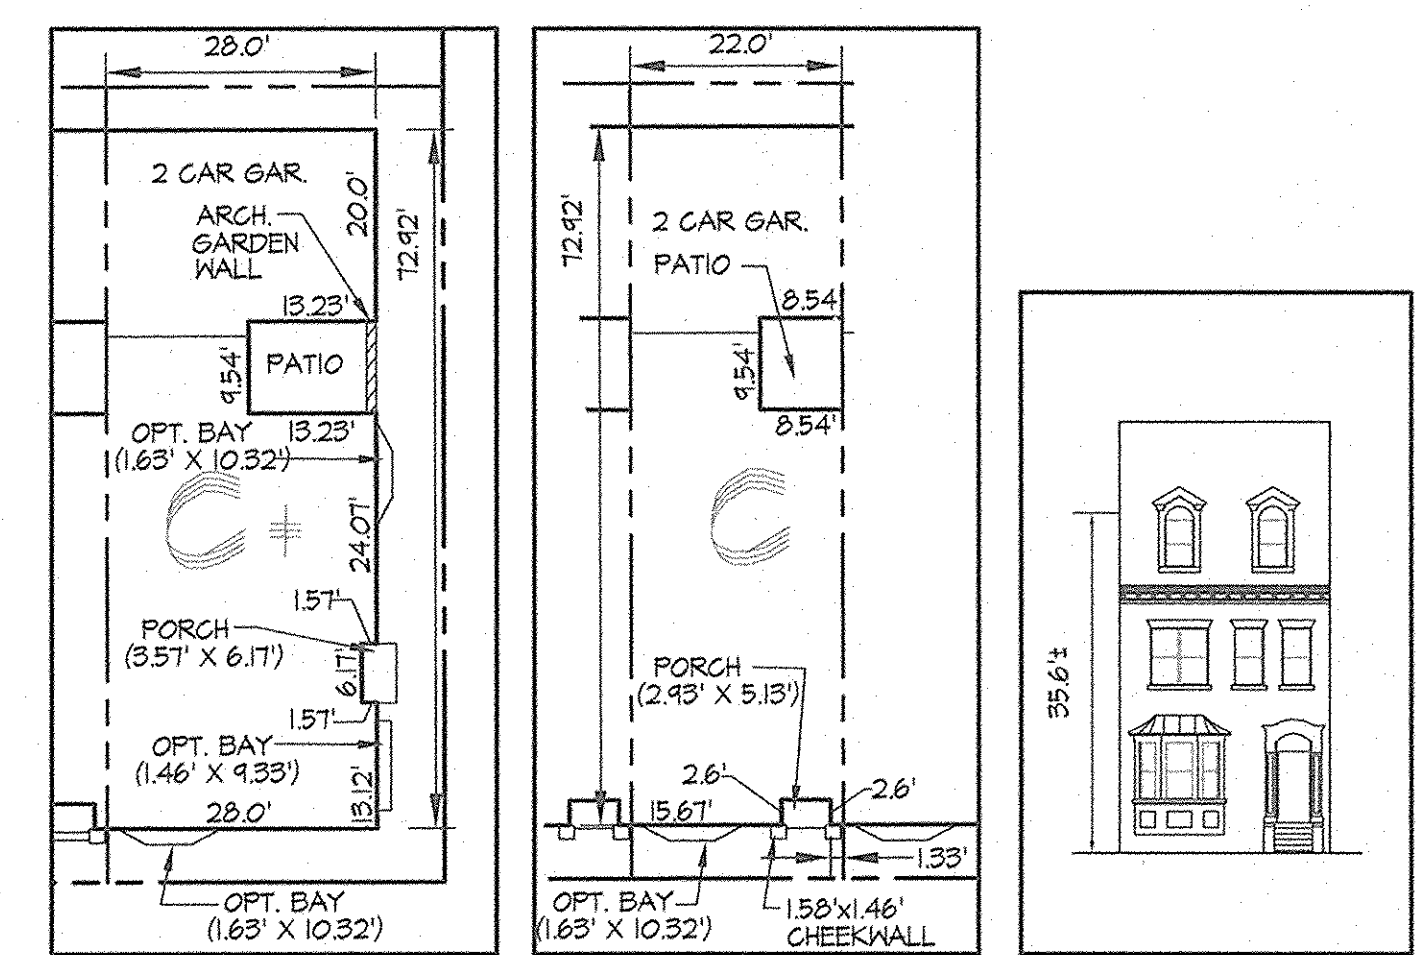 28.0'
2 CAR GAR.
20.0'
ARCH.
GARDEN
WALL
72.92'
13.23'
9.54'
PATIO
OPT. BAY
13.23'
(1.63' X 10.32')
C
24.07'
1.57'
PORCH
(3.57' X 6.17')
6.17'
1.57'
OPT. BAY
(1.46' X 9.33')
13.12'
28.0'
OPT. BAY
(1.63' X 10.32')
22.0'
72.92'
2 CAR GAR.
PATIO
8.54'
9.54'
8.54'
C
PORCH
(2.93' X 5.13')
2.6'
2.6'
15.67'
1.33'
OPT. BAY
(1.63' X 10.32')
1.58'x1.46'
CHEEKWALL
35.6'±